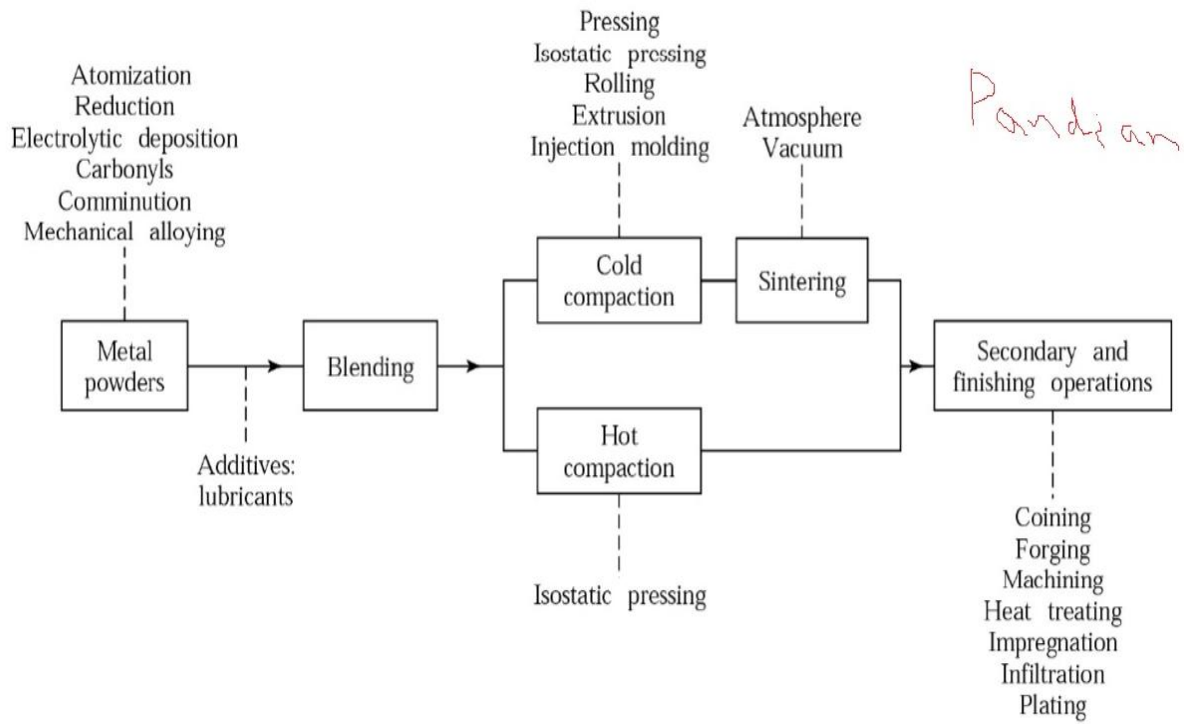 Pressing
Isostatic pressing
Rolling
Extrusion
Injection molding
Atomization
Reduction
Electrolytic deposition
Carbonyls
Comminution
Mechanical alloying
Atmosphere
Vacuum
Pandian
Cold
compaction
Sintering
Metal
powders
Blending
Secondary and
finishing operations
Additives:
lubricants
Hot
compaction
Isostatic pressing
Coining
Forging
Machining
Heat treating
Impregnation
Infiltration
Plating